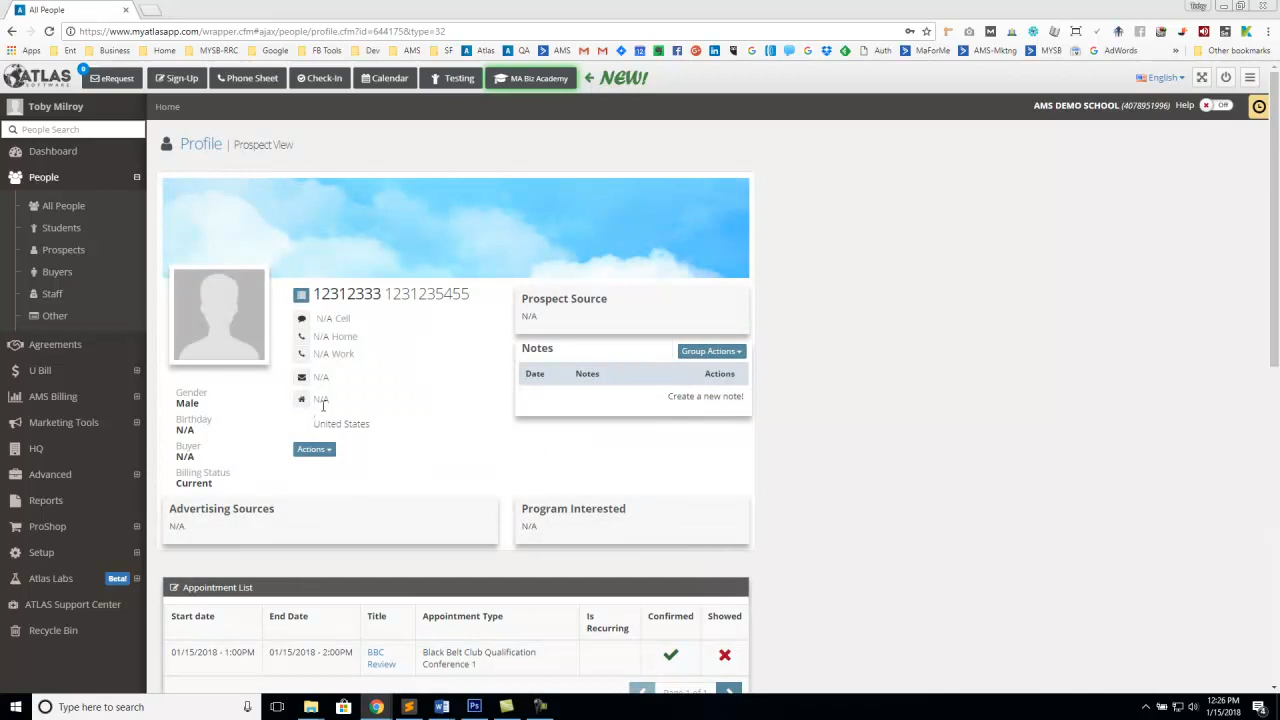 All People
https://www.myatlasapp.com/wrapper.cfm#ajax/people/profile.cfm?id=644175&type=32
Apps Ent Business Home MYSB-RRC Google FB Tools Dev AMS SF Atlas QA AMS MaForMe AMS-Mktng MYSB AdWords Other bookmarks
Auth
ATLAS SOFTWARE 0 eRequest Sign-Up Phone Sheet Check-In Calendar Testing MA Biz Academy NEW! English
Toby Milroy Home AMS DEMO SCHOOL (4078951996) Help Off
People Search
Dashboard
People
All People
Students
Prospects
Buyers
Staff
Other
Agreements
U Bill
AMS Billing
Marketing Tools
HQ
Advanced
Reports
ProShop
Setup
Atlas Labs Beta!
ATLAS Support Center
Recycle Bin
Profile | Prospect View
12312333 1231235455
N/A Cell
N/A Home
N/A Work
N/A
N/A
,
United States
Actions
Gender
Male
Birthday
N/A
Buyer
N/A
Billing Status
Current
Prospect Source
N/A
Notes Group Actions
Date Notes Actions
Create a new note!
Advertising Sources
N/A
Program Interested
N/A
Appointment List
Start date End Date Title Appointment Type Is Recurring Confirmed Showed
01/15/2018 - 1:00PM 01/15/2018 - 2:00PM BBC Review Black Belt Club Qualification Conference 1
Page 1 of 1
Type here to search
12:26 PM
1/15/2018
4